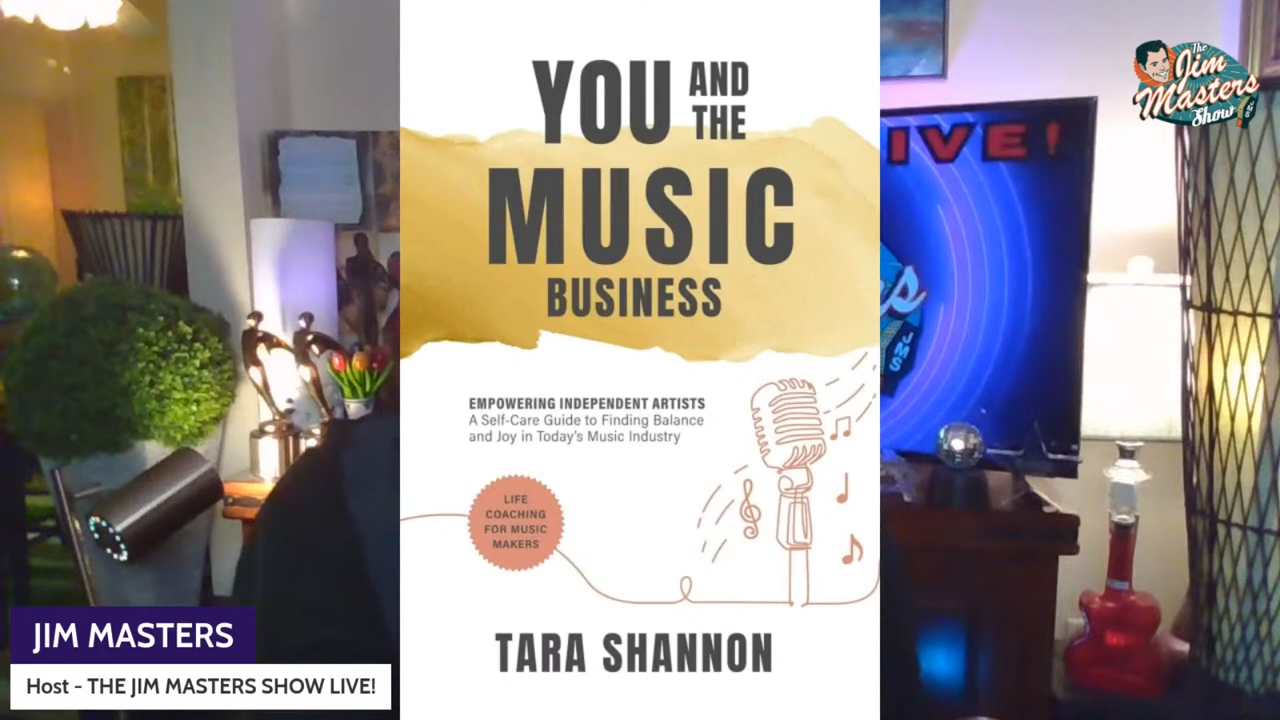 YOU AND
THE
MUSIC
BUSINESS
EMPOWERING INDEPENDENT ARTISTS
A Self-Care Guide to Finding Balance
and Joy in Today's Music Industry
LIFE
COACHING
FOR MUSIC
MAKERS
TARA SHANNON
The
Jim
Masters
Show
IVE!
JIM MASTERS
Host - THE JIM MASTERS SHOW LIVE!